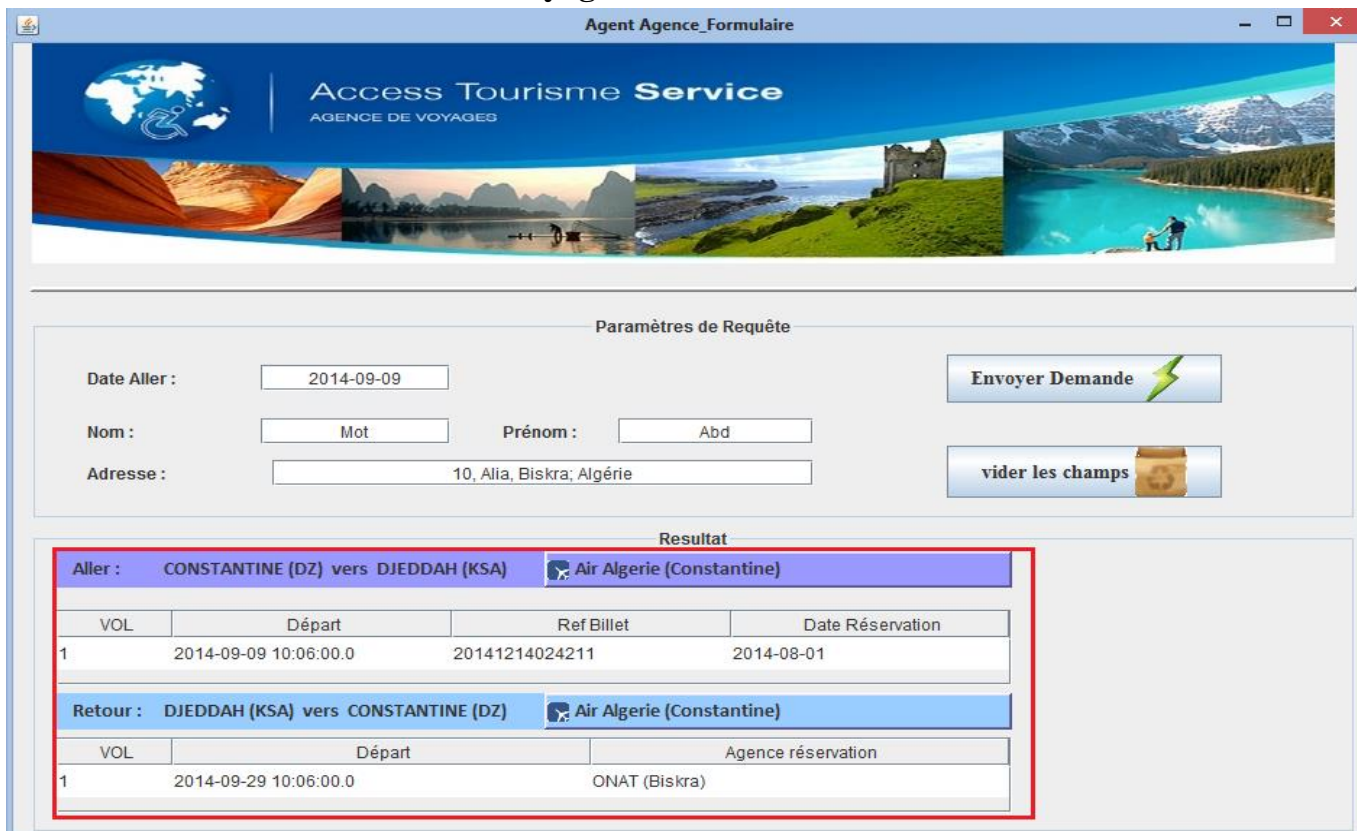 Agent Agence_Formulaire
Access Tourisme Service
AGENCE DE VOYAGES
Paramètres de Requête
Date Aller : 2014-09-09 Envoyer Demande
Nom : Mot Prénom : Abd
Adresse : 10, Alia, Biskra; Algérie vider les champs
Resultat
Aller : CONSTANTINE (DZ) vers DJEDDAH (KSA) Air Algerie (Constantine)
VOL Départ Ref Billet Date Réservation
1 2014-09-09 10:06:00.0 20141214024211 2014-08-01
Retour : DJEDDAH (KSA) vers CONSTANTINE (DZ) Air Algerie (Constantine)
VOL Départ Agence réservation
1 2014-09-29 10:06:00.0 ONAT (Biskra)